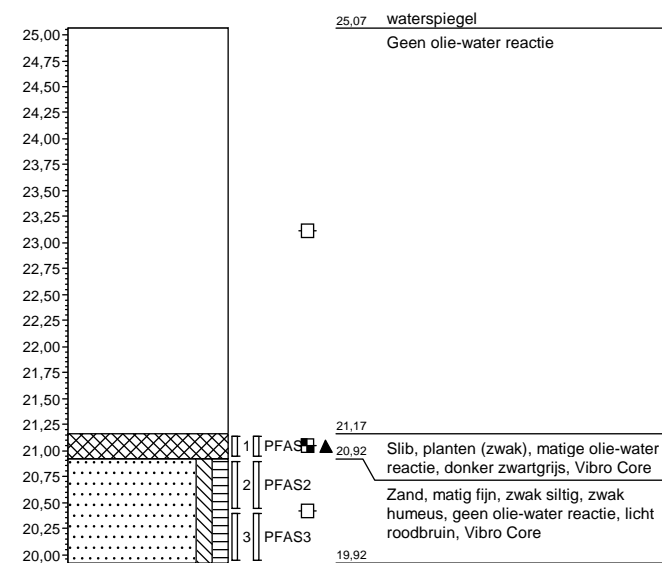 25,07 waterspiegel
Geen olie-water reactie
25,00
24,75
24,50
24,25
24,00
23,75
23,50
23,25
23,00
22,75
22,50
22,25
22,00
21,75
21,50
21,25
21,00
20,75
20,50
20,25
20,00
1 PFAS
2 PFAS2
3 PFAS3
21,17
20,92 Slib, planten (zwak), matige olie-water
reactie, donker zwartgrijs, Vibro Core
Zand, matig fijn, zwak siltig, zwak
humeus, geen olie-water reactie, licht
roodbruin, Vibro Core
19,92